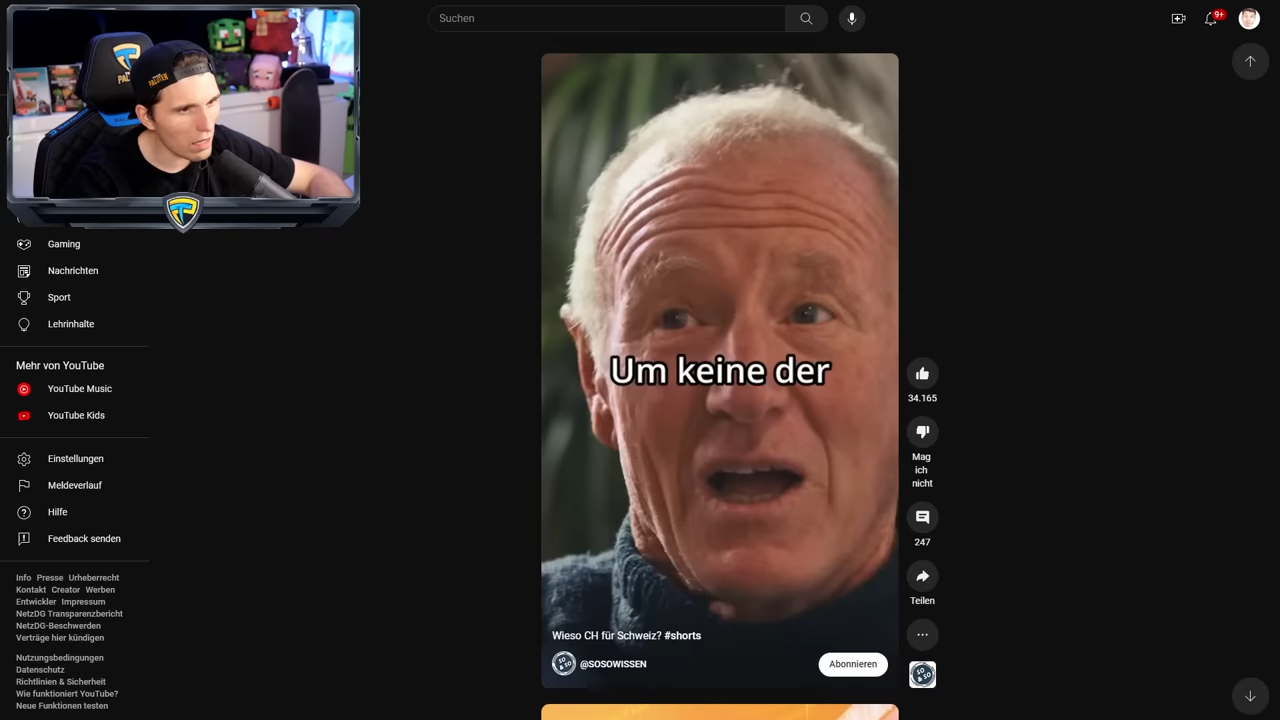 PALUTEN
Suchen
9+
Gaming
Nachrichten
Sport
Lehrinhalte
Mehr von YouTube
YouTube Music
YouTube Kids
Einstellungen
Meldeverlauf
Hilfe
Feedback senden
Info Presse Urheberrecht
Kontakt Creator Werben
Entwickler Impressum
NetzDG Transparenzbericht
NetzDG-Beschwerden
Verträge hier kündigen
Nutzungsbedingungen
Datenschutz
Richtlinien & Sicherheit
Wie funktioniert YouTube?
Neue Funktionen testen
Um keine der
Wieso CH für Schweiz? #shorts
@SOSOWISSEN
Abonnieren
34.165
Mag
ich
nicht
247
Teilen